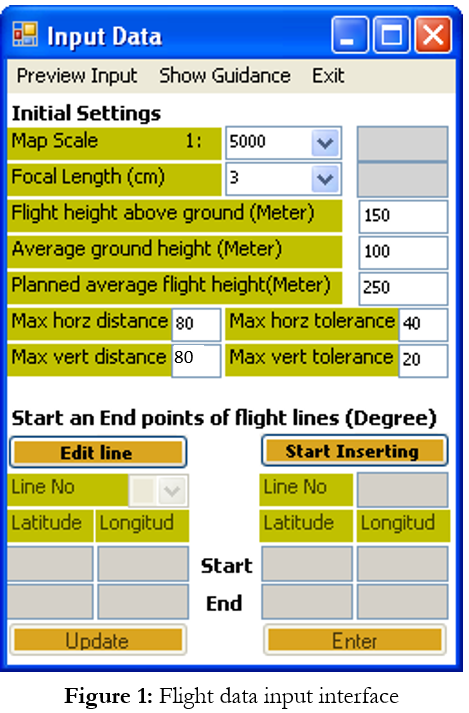 Input Data
Preview Input Show Guidance Exit
Initial Settings
Map Scale 1: 5000
Focal Length (cm) 3
Flight height above ground (Meter) 150
Average ground height (Meter) 100
Planned average flight height(Meter) 250
Max horz distance 80 Max horz tolerance 40
Max vert distance 80 Max vert tolerance 20
Start an End points of flight lines (Degree)
Edit line Start Inserting
Line No Line No
Latitude Longitud Latitude Longitud
Start
End
Update Enter
Figure 1: Flight data input interface